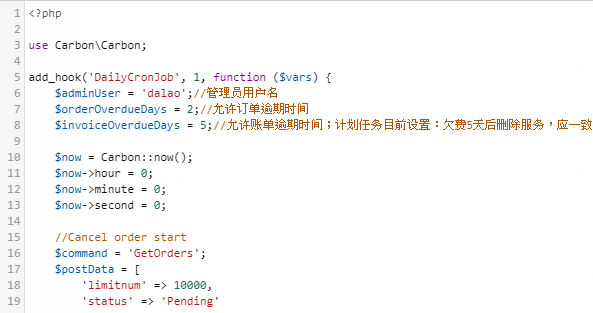 1 <?php
2
3 use Carbon\Carbon;
4
5 add_hook('DailyCronJob', 1, function ($vars) {
6 $adminUser = 'dalao';//管理员用户名
7 $orderOverdueDays = 2;//允许订单逾期时间
8 $invoiceOverdueDays = 5;//允许账单逾期时间；计划任务目前设置：欠费5天后删除服务，应一致
9
10 $now = Carbon::now();
11 $now->hour = 0;
12 $now->minute = 0;
13 $now->second = 0;
14
15 //Cancel order start
16 $command = 'GetOrders';
17 $postData = [
18 'limitnum' => 10000,
19 'status' => 'Pending'